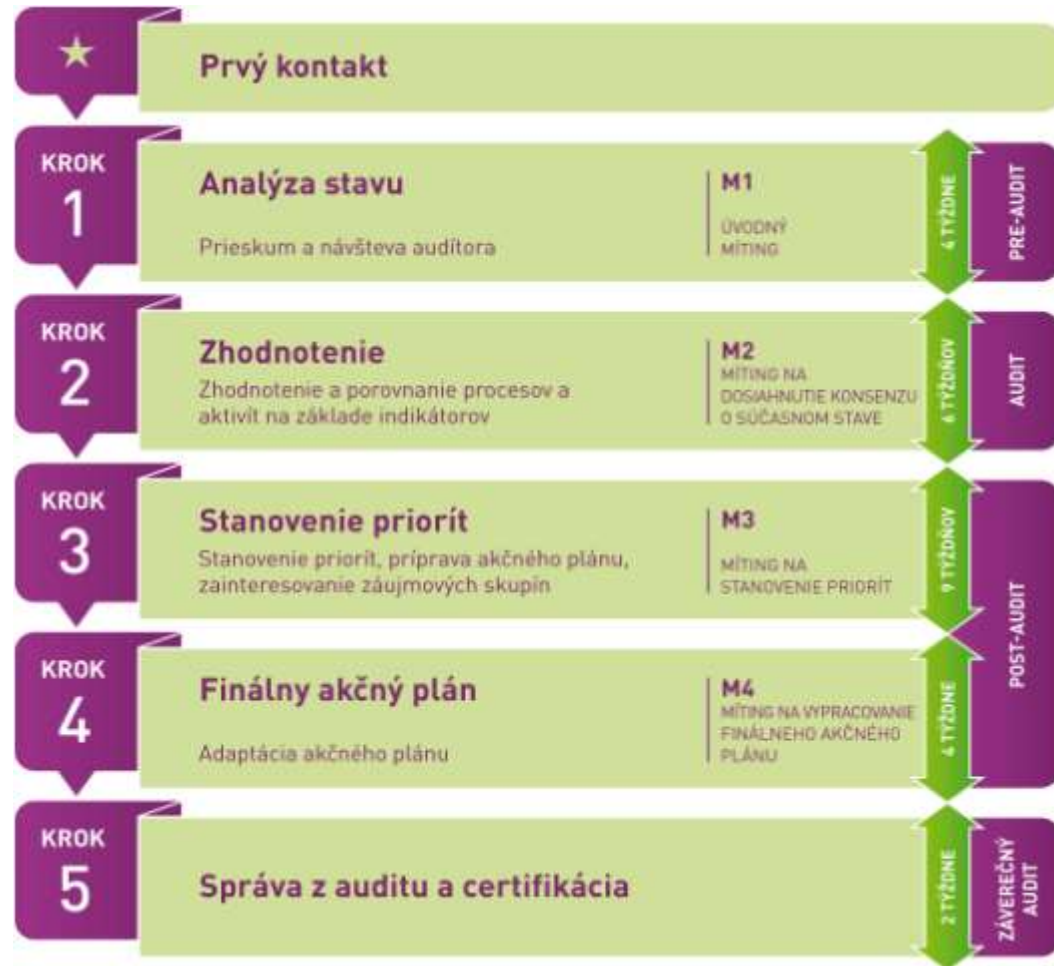 Prvý kontakt
KROK
1
Analýza stavu
Prieskum a návšteva audítora
M1
ÚVODNÝ
MÍTING
4 TÝŽDNE
PRE-AUDIT
KROK
2
Zhodnotenie
Zhodnotenie a porovnanie procesov a
aktivít na základe indikátorov
M2
MÍTING NA
DOSIAHNUTIE KONSENZU
O SÚČASNOM STAVE
6 TÝŽDŇOV
AUDIT
KROK
3
Stanovenie priorít
Stanovenie priorít, príprava akčného plánu,
zainteresovanie záujmových skupín
M3
MÍTING NA
STANOVENIE PRIORÍT
9 TÝŽDŇOV
POST-AUDIT
KROK
4
Finálny akčný plán
Adaptácia akčného plánu
M4
MÍTING NA VYPRACOVANIE
FINÁLNEHO AKČNÉHO
PLÁNU
4 TÝŽDNE
KROK
5
Správa z auditu a certifikácia
2 TÝŽDNE
ZÁVEREČNÝ
AUDIT